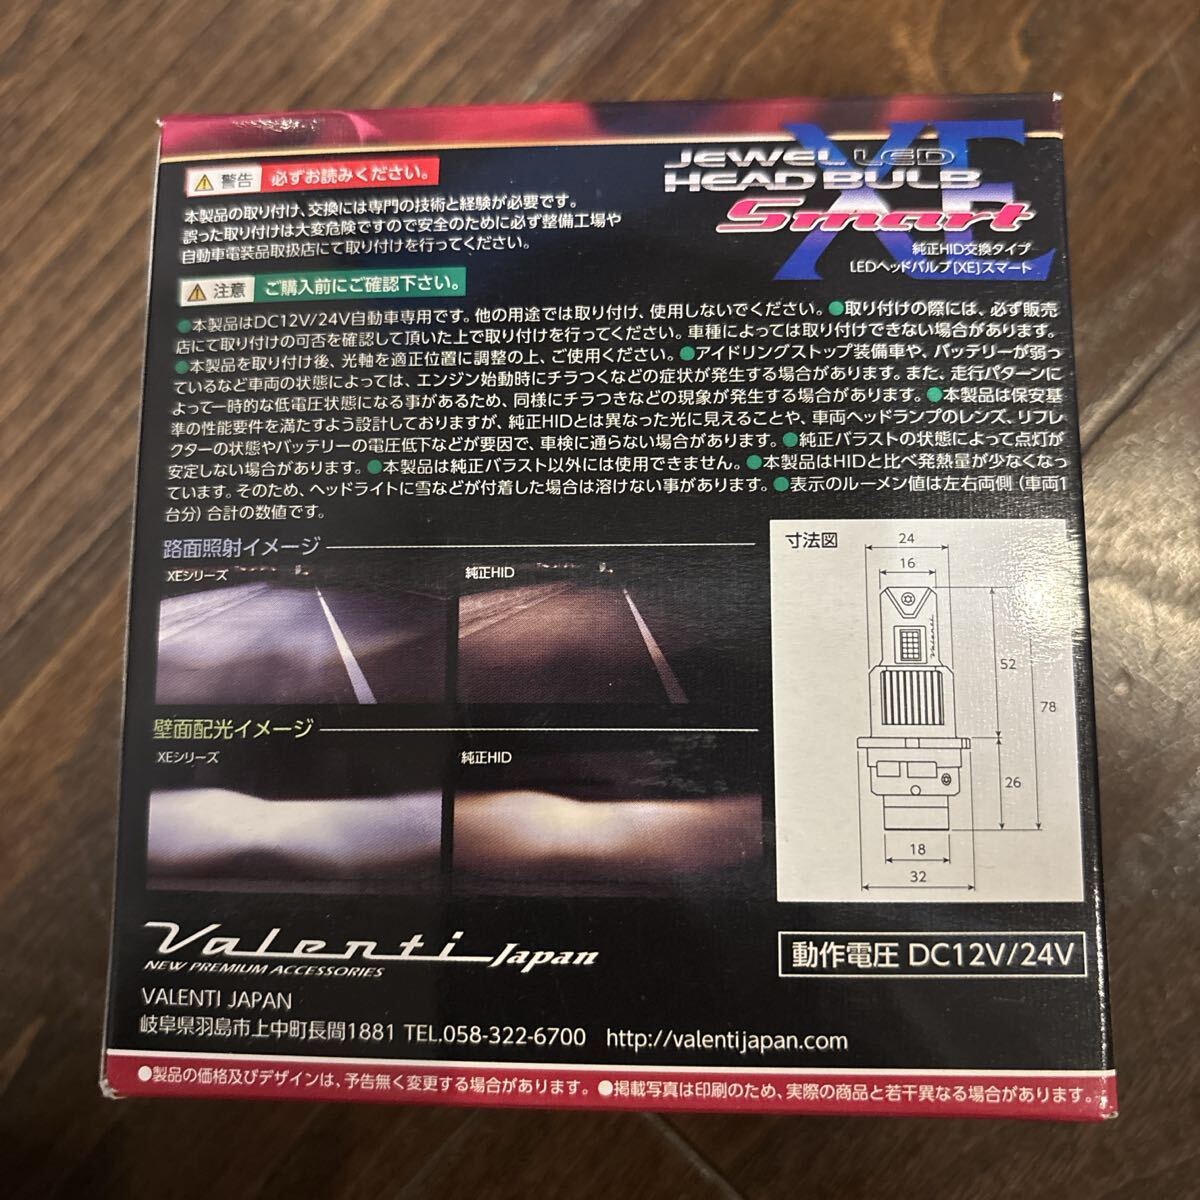 XE
JEWEL LED
HEAD BULB
Smart
純正HID交換タイプ
LEDヘッドバルブ[XE]スマート
警告 必ずお読みください。
本製品の取り付け、交換には専門の技術と経験が必要です。
誤った取り付けは大変危険ですので安全のために必ず整備工場や
自動車電装品取扱店にて取り付けを行ってください。
注意 ご購入前にご確認下さい。
●本製品はDC12V/24V自動車専用です。他の用途では取り付け、使用しないでください。●取り付けの際には、必ず販売
店にて取り付けの可否を確認して頂いた上で取り付けを行ってください。車種によっては取り付けできない場合があります。
●本製品を取り付け後、光軸を適正位置に調整の上、ご使用ください。●アイドリングストップ装備車や、バッテリーが弱っ
ているなど車両の状態によっては、エンジン始動時にチラつくなどの症状が発生する場合があります。また、走行パターンに
よって一時的な低電圧状態になる事があるため、同様にチラつきなどの現象が発生する場合があります。●本製品は保安基
準の性能要件を満たすよう設計しておりますが、純正HIDとは異なった光に見えることや、車両ヘッドランプのレンズ、リフレ
クターの状態やバッテリーの電圧低下などが要因で、車検に通らない場合があります。●純正バラストの状態によって点灯が
安定しない場合があります。●本製品は純正バラスト以外には使用できません。●本製品はHIDと比べ発熱量が少なくなっ
ています。そのため、ヘッドライトに雪などが付着した場合は溶けない事があります。●表示のルーメン値は左右両側（車両1
台分）合計の数値です。
路面照射イメージ
XEシリーズ
純正HID
壁面配光イメージ
XEシリーズ
純正HID
寸法図
24
16
Valenti
52
78
26
18
32
動作電圧 DC12V/24V
Valenti Japan
NEW PREMIUM ACCESSORIES
VALENTI JAPAN
岐阜県羽島市上中町長間1881 TEL.058-322-6700 http://valentijapan.com
●製品の価格及びデザインは、予告無く変更する場合があります。●掲載写真は印刷のため、実際の商品と若干異なる場合があります。